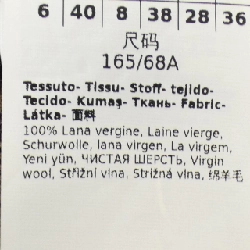 6 40 8 38 28 36
尺码
165/68A
Tessuto- Tissu- Stoff- tejido-
Tecido- Kumaş- Ткань- Fabric-
Látka- 面料
100% Lana vergine, Laine vierge,
Schurwolle, lana virgen, La virgem,
Yeni yün, ЧИСТАЯ ШЕРСТЬ, Virgin
wool, Střižní vlna, Strižná vlna, 绵羊毛